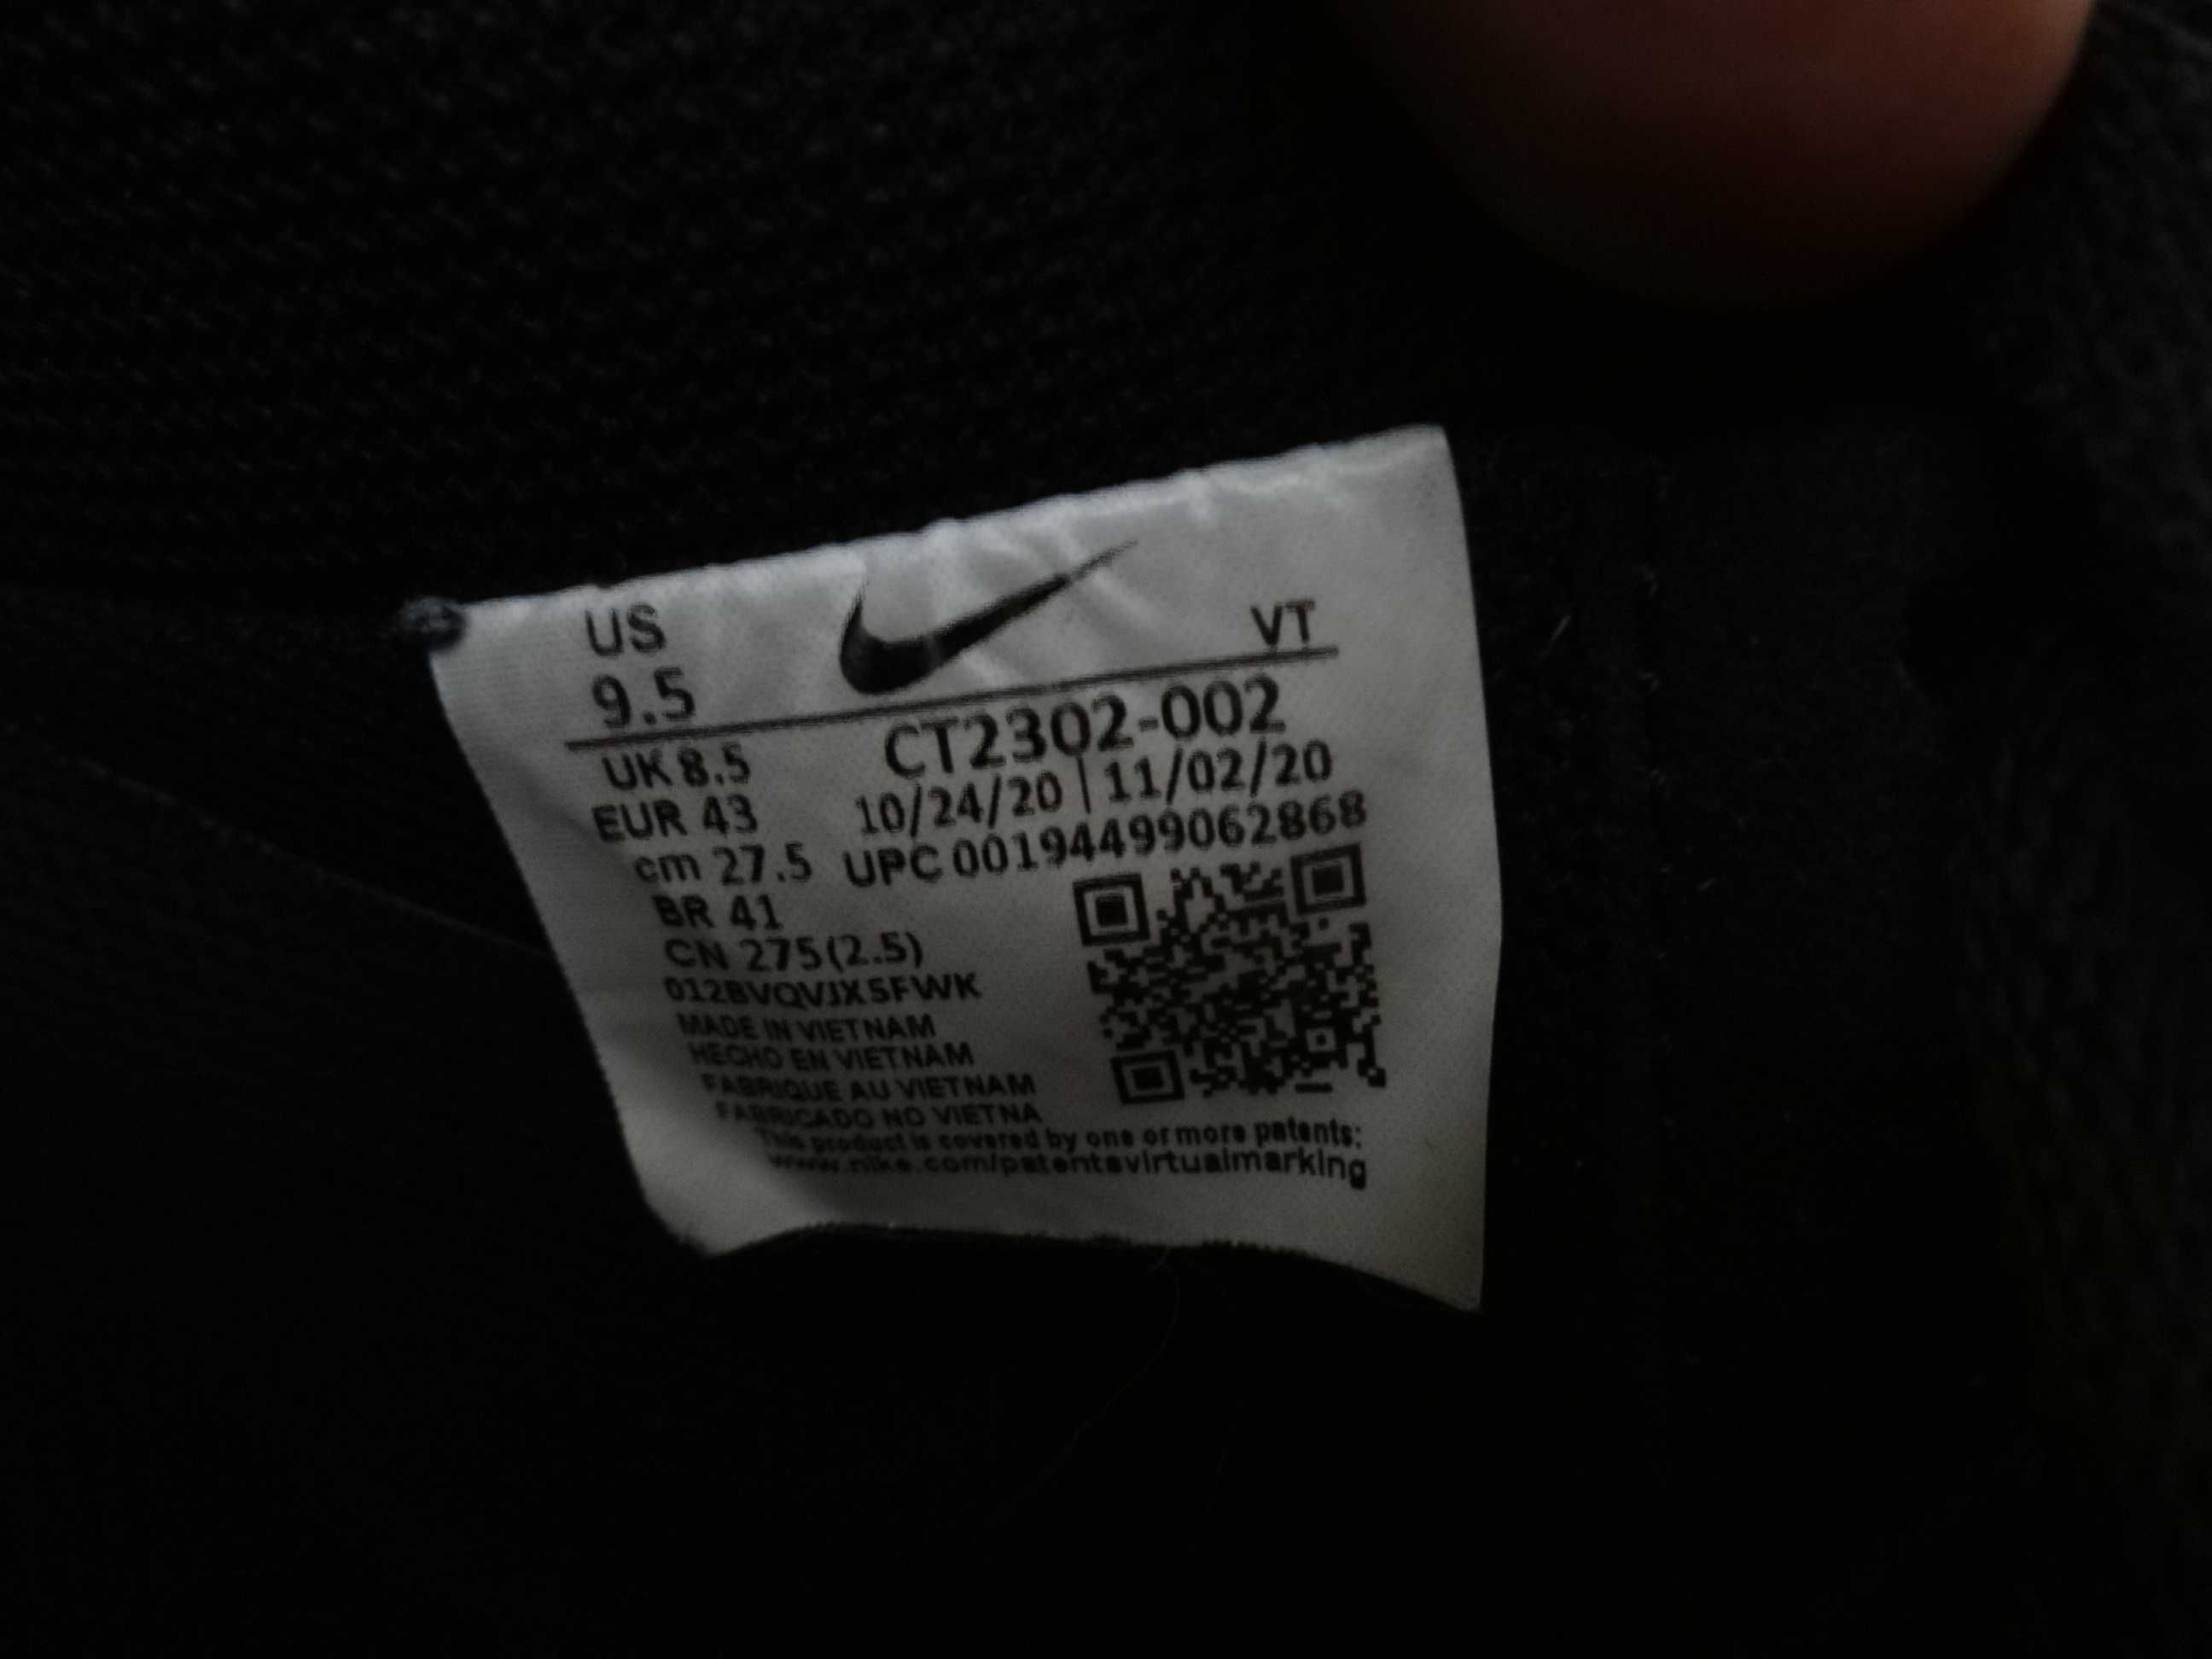 US VT
9.5
UK 8.5 CT2302-002
EUR 43 10/24/20 | 11/02/20
cm 27.5 UPC 00194499062868
BR 41
CN 275(2.5)
012BVQVJX5FWK
MADE IN VIETNAM
HECHO EN VIETNAM
FABRIQUE AU VIETNAM
FABRICADO NO VIETNA
This product is covered by one or more patents:
www.nike.com/patentsvirtualmarking